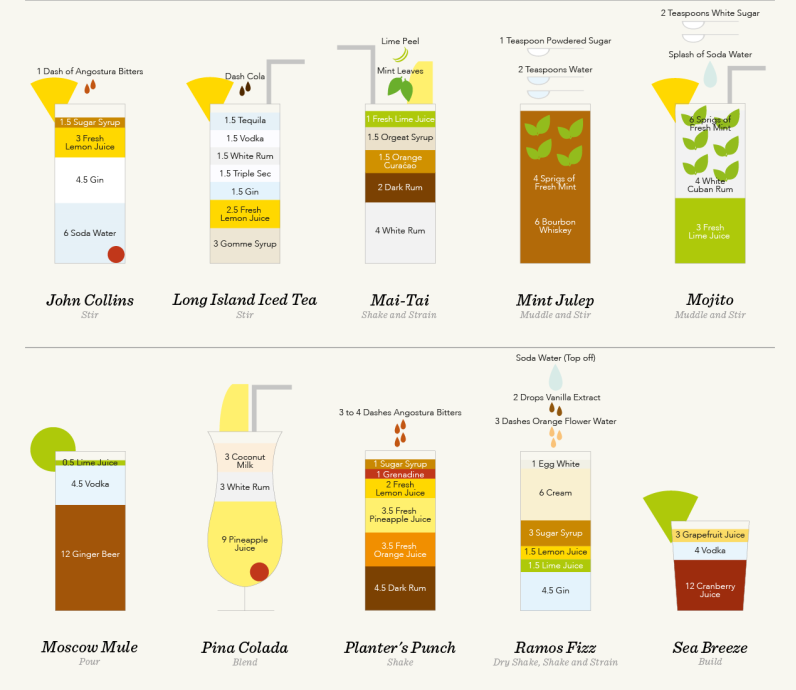 1 Dash of Angostura Bitters
1.5 Sugar Syrup
3 Fresh
Lemon Juice
4.5 Gin
6 Soda Water
John Collins
Stir
Dash Cola
1.5 Tequila
1.5 Vodka
1.5 White Rum
1.5 Triple Sec
1.5 Gin
2.5 Fresh
Lemon Juice
3 Gomme Syrup
Long Island Iced Tea
Stir
Lime Peel
Mint Leaves
1 Fresh Lime Juice
1.5 Orgeat Syrup
1.5 Orange
Curaćao
2 Dark Rum
4 White Rum
Mai-Tai
Shake and Strain
1 Teaspoon Powdered Sugar
2 Teaspoons Water
4 Sprigs of
Fresh Mint
6 Bourbon
Whiskey
Mint Julep
Muddle and Stir
2 Teaspoons White Sugar
Splash of Soda Water
6 Sprigs of
Fresh Mint
4 White
Cuban Rum
3 Fresh
Lime Juice
Mojito
Muddle and Stir
0.5 Lime Juice
4.5 Vodka
12 Ginger Beer
Moscow Mule
Pour
3 Coconut
Milk
3 White Rum
9 Pineapple
Juice
Pina Colada
Blend
3 to 4 Dashes Angostura Bitters
1 Sugar Syrup
1 Grenadine
2 Fresh
Lemon Juice
3.5 Fresh
Pineapple Juice
3.5 Fresh
Orange Juice
4.5 Dark Rum
Planter's Punch
Shake
Soda Water (Top off)
2 Drops Vanilla Extract
3 Dashes Orange Flower Water
1 Egg White
6 Cream
3 Sugar Syrup
1.5 Lemon Juice
1.5 Lime Juice
4.5 Gin
Ramos Fizz
Dry Shake, Shake and Strain
3 Grapefruit Juice
4 Vodka
12 Cranberry
Juice
Sea Breeze
Build